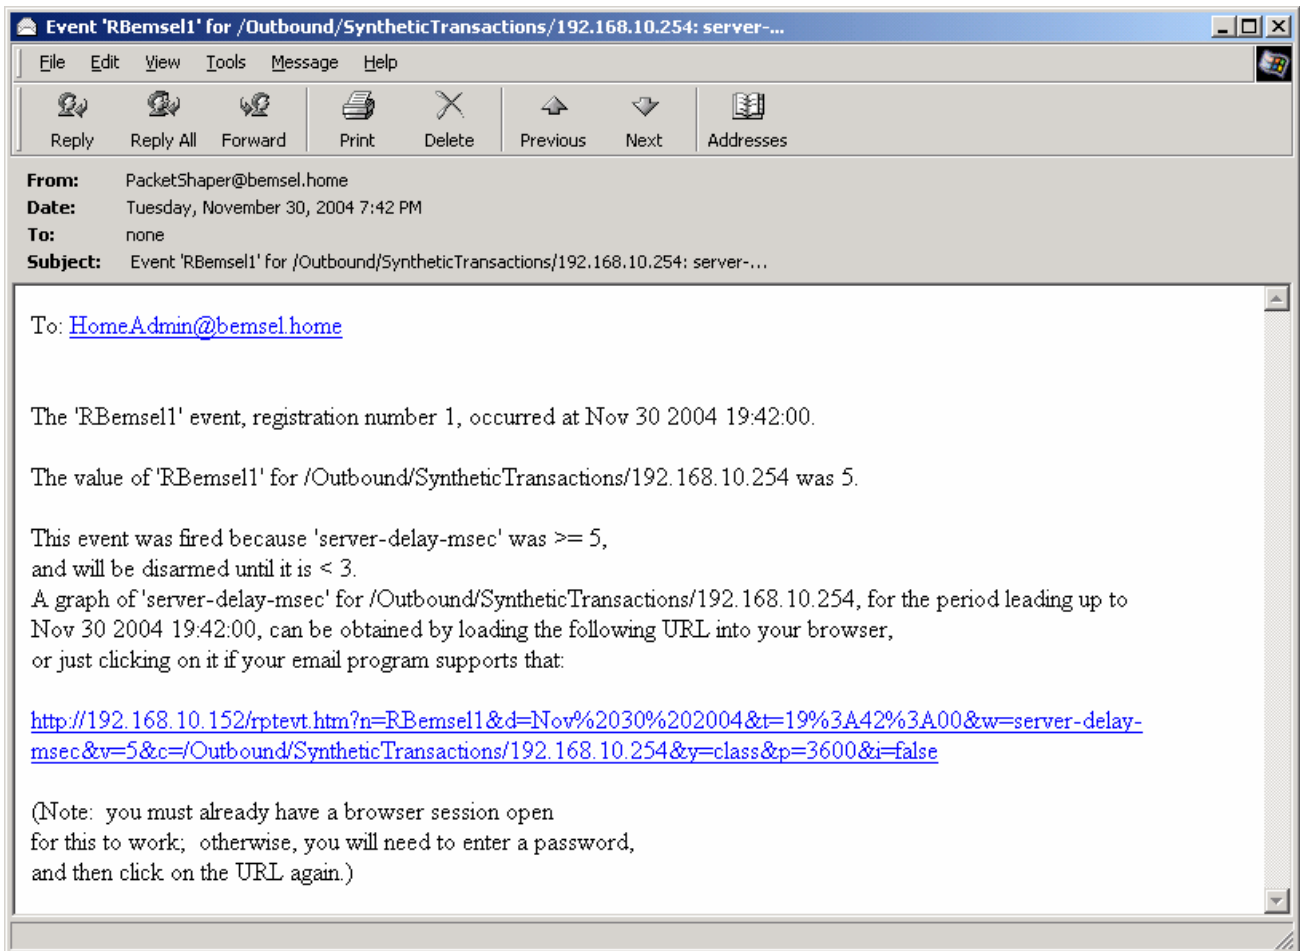 Event 'RBemsel1' for /Outbound/SyntheticTransactions/192.168.10.254: server-...
File Edit View Tools Message Help
Reply Reply All Forward Print Delete Previous Next Addresses
From: PacketShaper@bemsel.home
Date: Tuesday, November 30, 2004 7:42 PM
To: none
Subject: Event 'RBemsel1' for /Outbound/SyntheticTransactions/192.168.10.254: server-...
To: HomeAdmin@bemsel.home
The 'RBemsel1' event, registration number 1, occurred at Nov 30 2004 19:42:00.
The value of 'RBemsel1' for /Outbound/SyntheticTransactions/192.168.10.254 was 5.
This event was fired because 'server-delay-msec' was >= 5,
and will be disarmed until it is < 3.
A graph of 'server-delay-msec' for /Outbound/SyntheticTransactions/192.168.10.254, for the period leading up to
Nov 30 2004 19:42:00, can be obtained by loading the following URL into your browser,
or just clicking on it if your email program supports that:
http://192.168.10.152/rptevt.htm?n=RBemsel1&d=Nov%2030%202004&t=19%3A42%3A00&w=server-delay-
msec&v=5&c=/Outbound/SyntheticTransactions/192.168.10.254&y=class&p=3600&i=false
(Note: you must already have a browser session open
for this to work; otherwise, you will need to enter a password,
and then click on the URL again.)